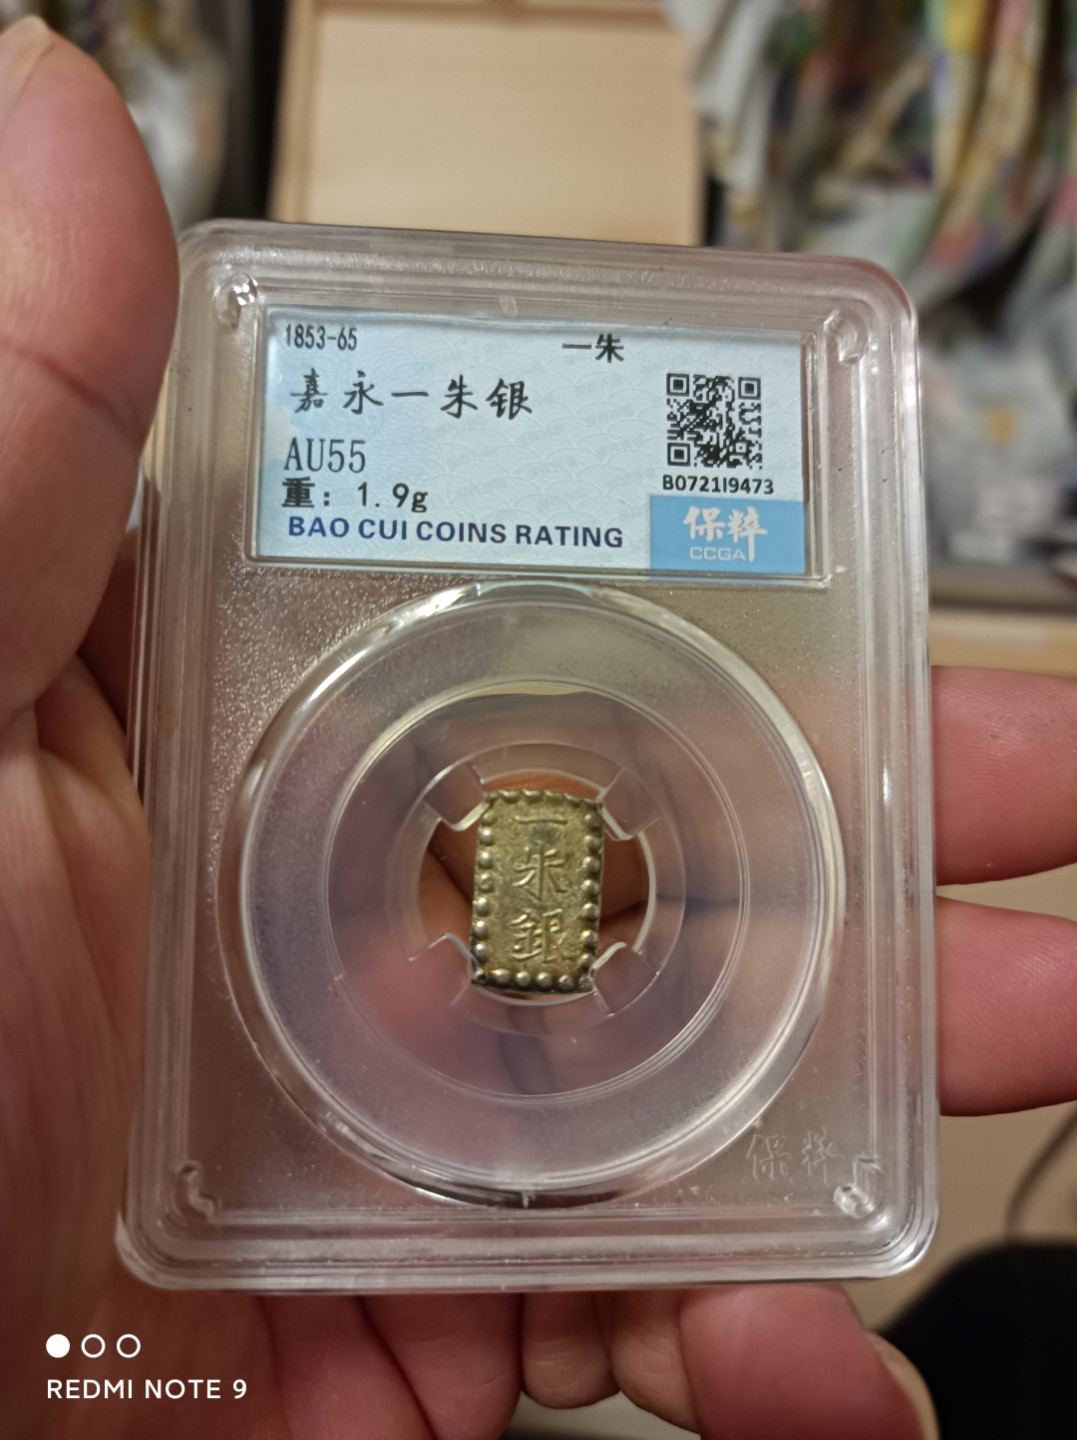 1853-65
一朱
嘉永一朱银
AU55
重：1.9g
B072119473
BAO CUI COINS RATING
保粹
CCGA
一朱銀
保粹
REDMI NOTE 9